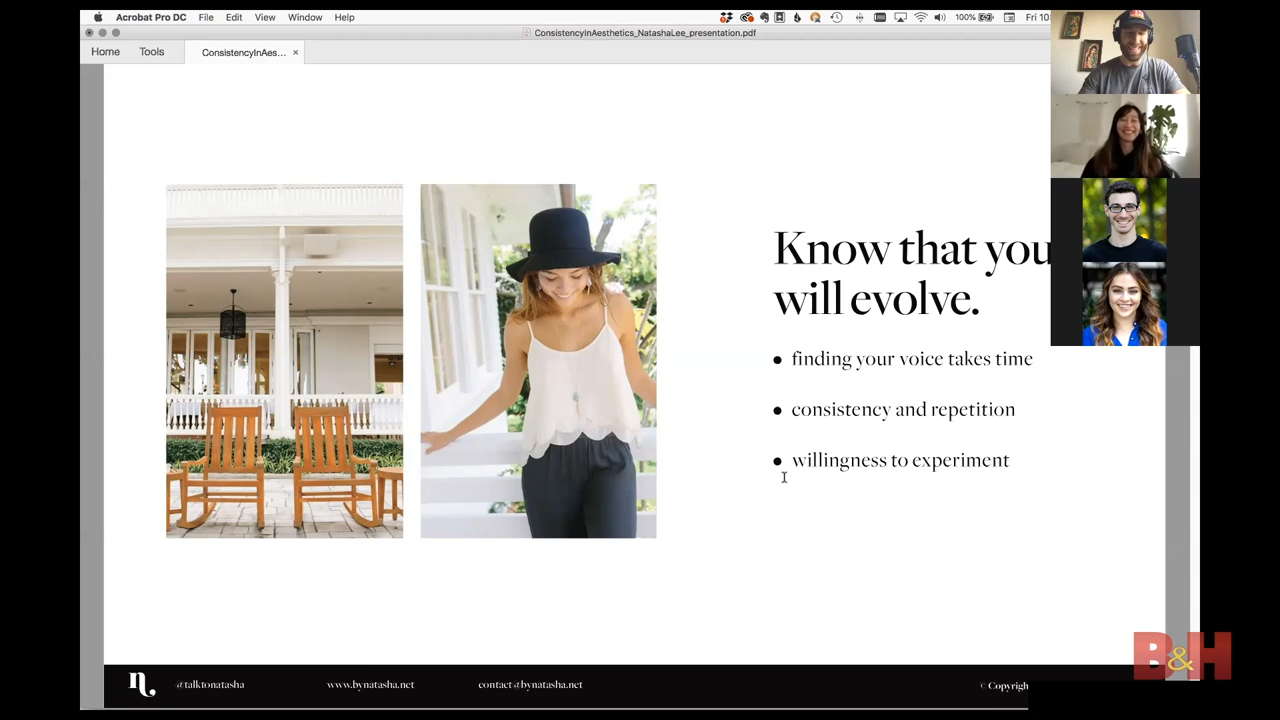 Acrobat Pro DC File Edit View Window Help 100% Fri 10
ConsistencyInAesthetics_NatashaLee_presentation.pdf
Home Tools ConsistencyInAes... ×
Know that you
will evolve.
• finding your voice takes time
• consistency and repetition
• willingness to experiment
B&H
n. @talktonatasha www.bynatasha.net contact@bynatasha.net © Copyrigh